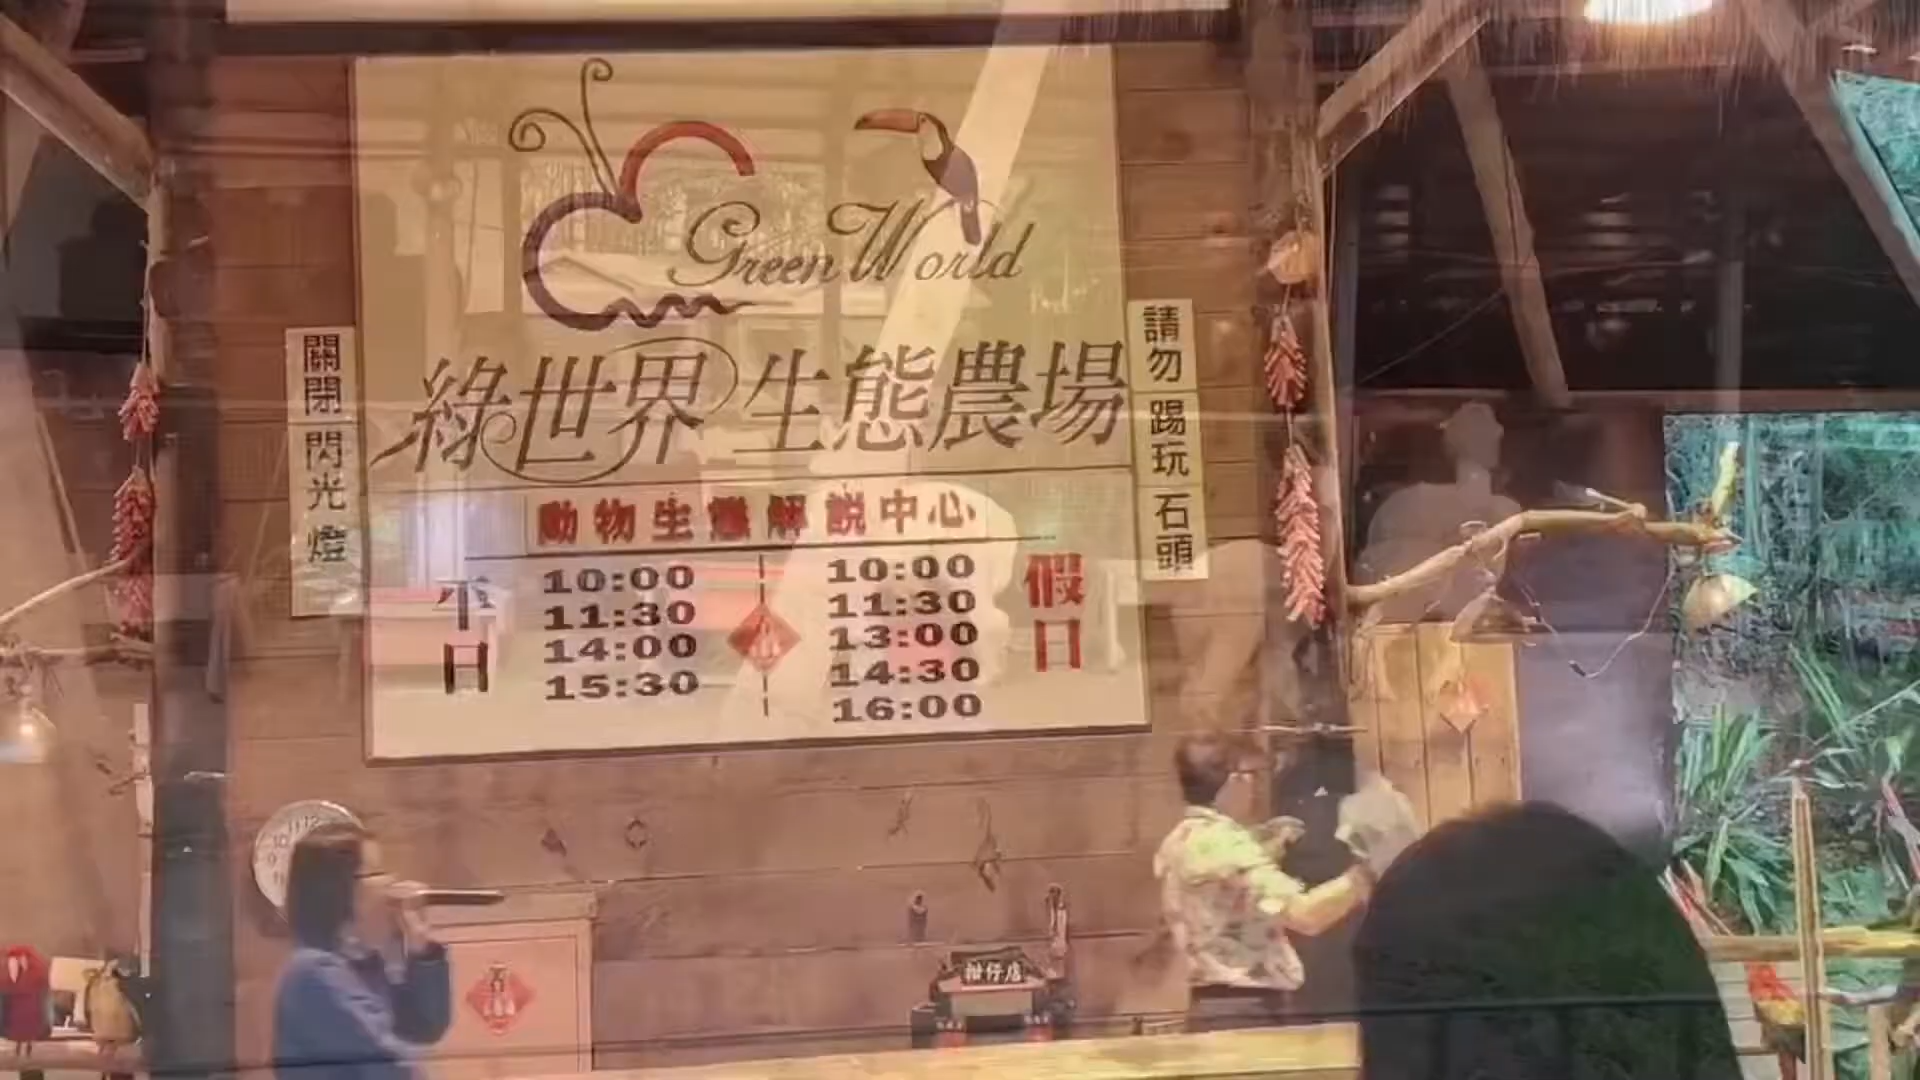 Green World
綠世界生態農場
動物生態解說中心
平日
10:00
11:30
14:00
15:30
假日
10:00
11:30
13:00
14:30
16:00
關閉閃光燈
請勿踢玩石頭
柑仔店